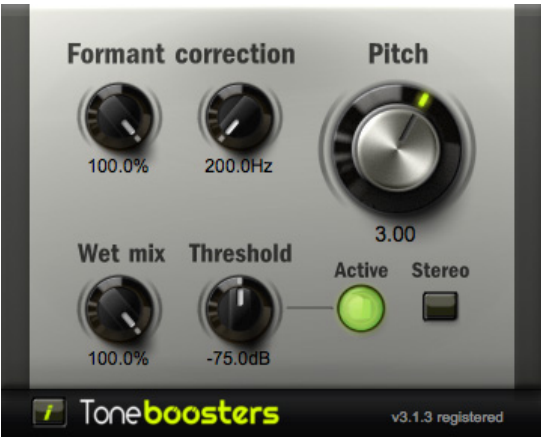 Formant correction Pitch
100.0% 200.0Hz
3.00
Wet mix Threshold
Active Stereo
100.0% -75.0dB
i Toneboosters v3.1.3 registered